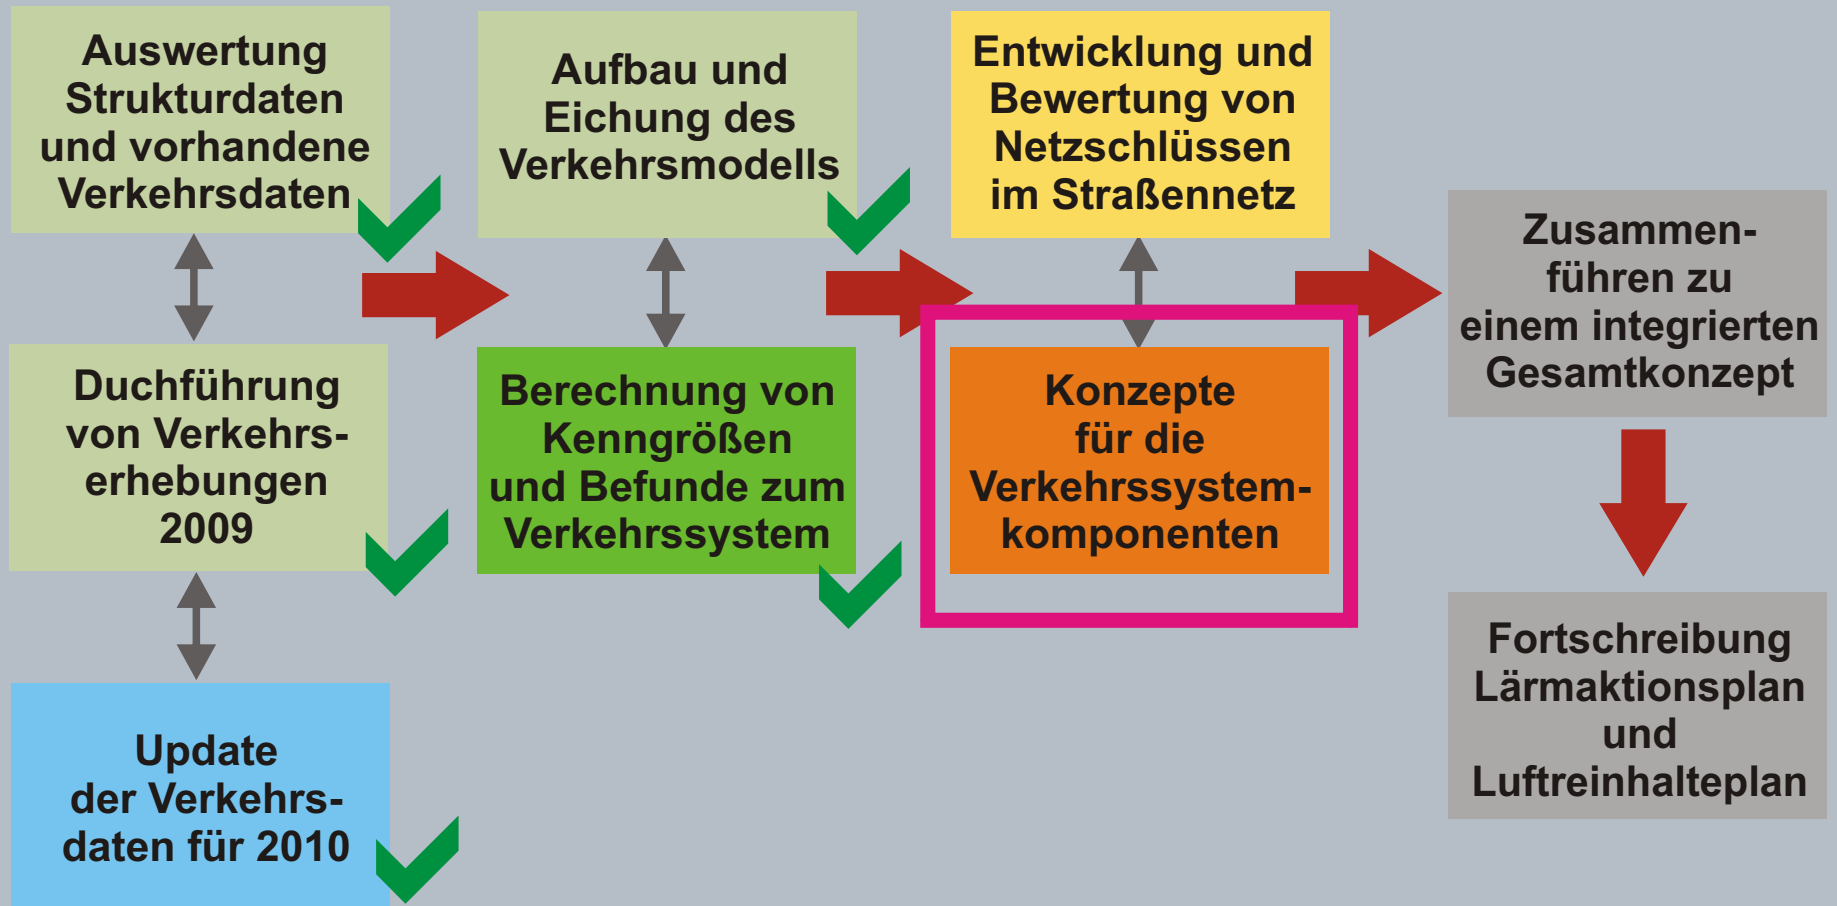 Auswertung
Strukturdaten
und vorhandene
Verkehrsdaten
Duchführung
von Verkehrs-
erhebungen
2009
Update
der Verkehrs-
daten für 2010
Aufbau und
Eichung des
Verkehrsmodells
Berechnung von
Kenngrößen
und Befunde zum
Verkehrssystem
Entwicklung und
Bewertung von
Netzschlüssen
im Straßennetz
Konzepte
für die
Verkehrssystem-
komponenten
Zusammen-
führen zu
einem integrierten
Gesamtkonzept
Fortschreibung
Lärmaktionsplan
und
Luftreinhalteplan